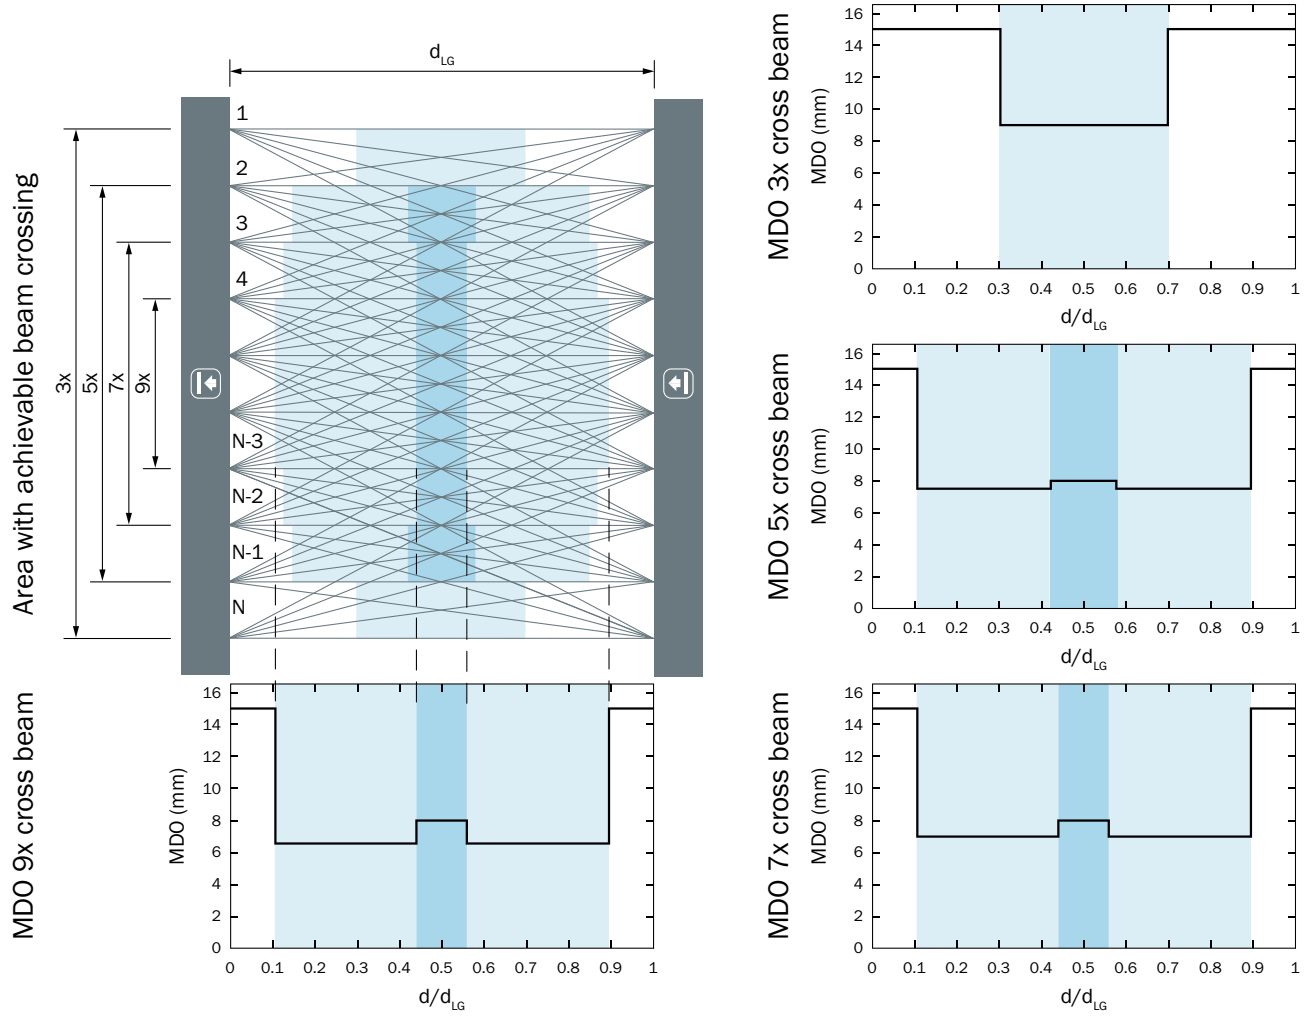 d_LG
Area with achievable beam crossing
3x
5x
7x
9x
1
2
3
4
N-3
N-2
N-1
N
MDO 3x cross beam
MDO (mm)
16
14
12
10
8
6
4
2
0
0 0.1 0.2 0.3 0.4 0.5 0.6 0.7 0.8 0.9 1
d/d_LG
MDO 5x cross beam
MDO (mm)
16
14
12
10
8
6
4
2
0
0 0.1 0.2 0.3 0.4 0.5 0.6 0.7 0.8 0.9 1
d/d_LG
MDO 9x cross beam
MDO (mm)
16
14
12
10
8
6
4
2
0
0 0.1 0.2 0.3 0.4 0.5 0.6 0.7 0.8 0.9 1
d/d_LG
MDO 7x cross beam
MDO (mm)
16
14
12
10
8
6
4
2
0
0 0.1 0.2 0.3 0.4 0.5 0.6 0.7 0.8 0.9 1
d/d_LG